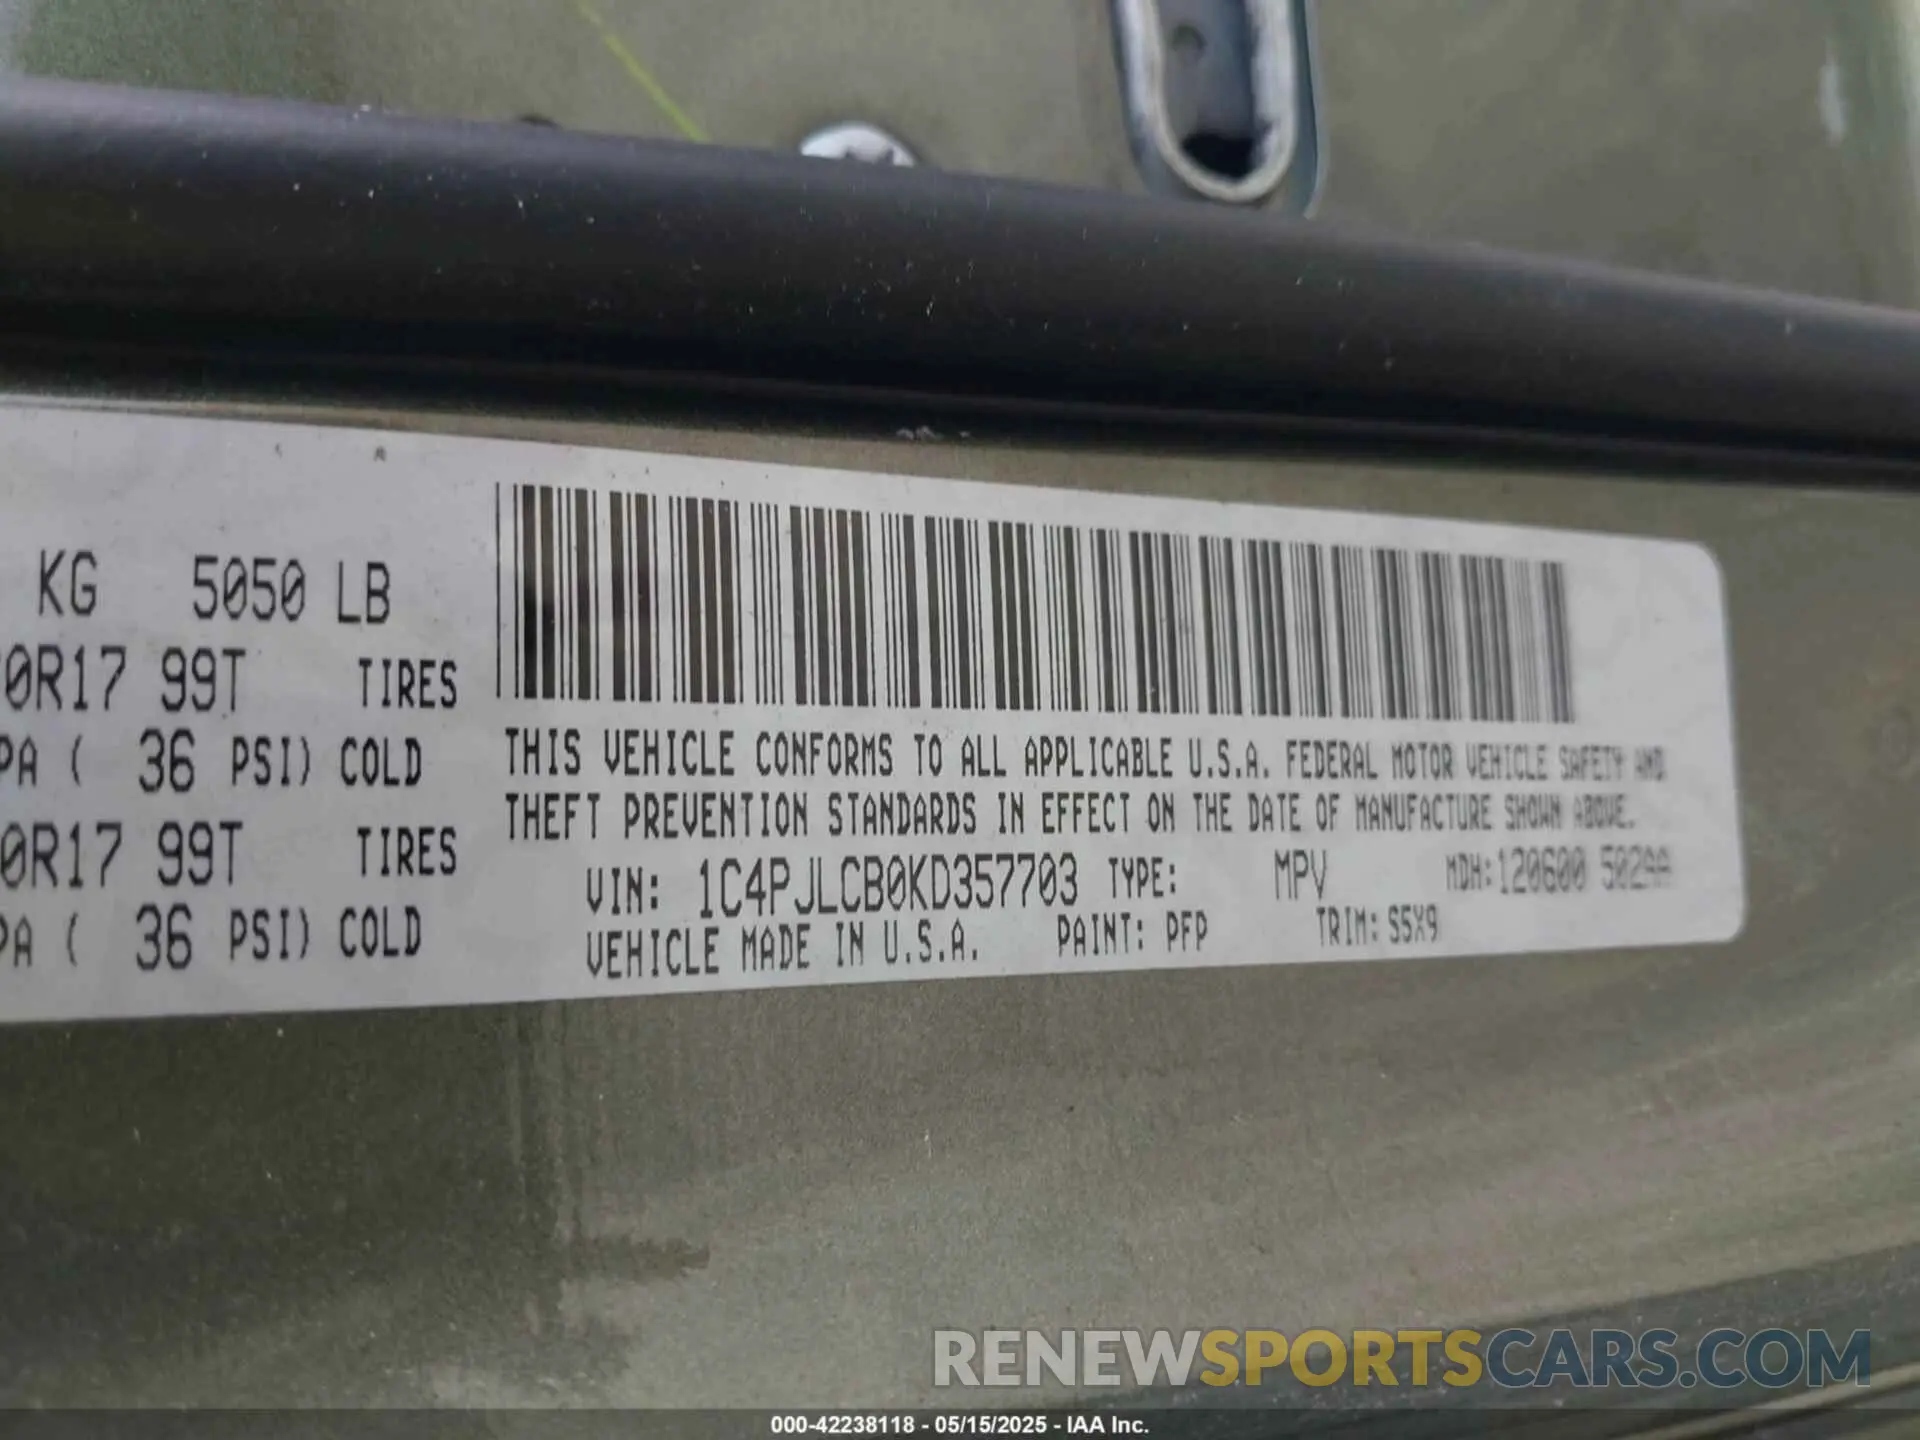 KG 5050 LB
0R17 99T TIRES
PA ( 36 PSI) COLD
0R17 99T TIRES
PA ( 36 PSI) COLD
THIS VEHICLE CONFORMS TO ALL APPLICABLE U.S.A. FEDERAL MOTOR VEHICLE SAFETY AND
THEFT PREVENTION STANDARDS IN EFFECT ON THE DATE OF MANUFACTURE SHOWN ABOVE.
VIN: 1C4PJLCB0KD357703 TYPE: MPV MDH:120600 502AA
VEHICLE MADE IN U.S.A. PAINT: PFP TRIM: S5X9
RENEWSPORTSCARS.COM
000-42238118 - 05/15/2025 - IAA Inc.